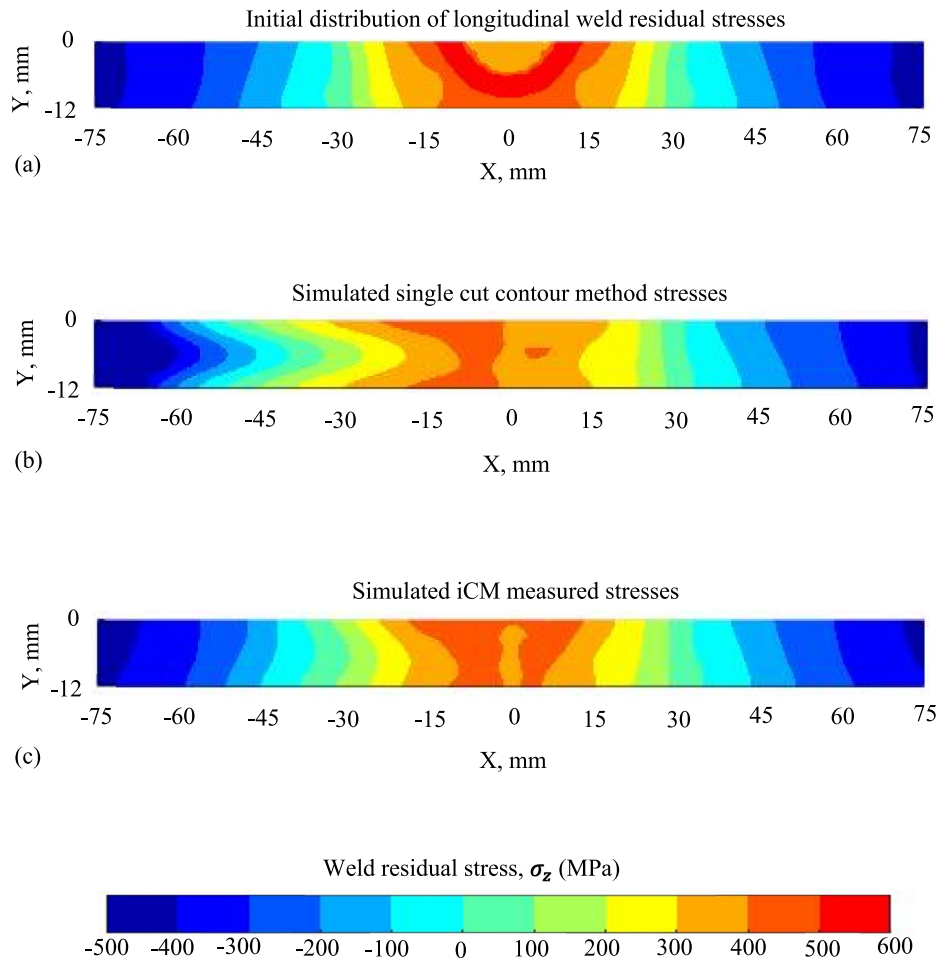 Initial distribution of longitudinal weld residual stresses
0
Y, mm
-12
-75 -60 -45 -30 -15 0 15 30 45 60 75
(a)
X, mm
Simulated single cut contour method stresses
0
Y, mm
-12
-75 -60 -45 -30 -15 0 15 30 45 60 75
(b)
X, mm
Simulated iCM measured stresses
0
Y, mm
-12
-75 -60 -45 -30 -15 0 15 30 45 60 75
(c)
X, mm
Weld residual stress, σz (MPa)
-500 -400 -300 -200 -100 0 100 200 300 400 500 600